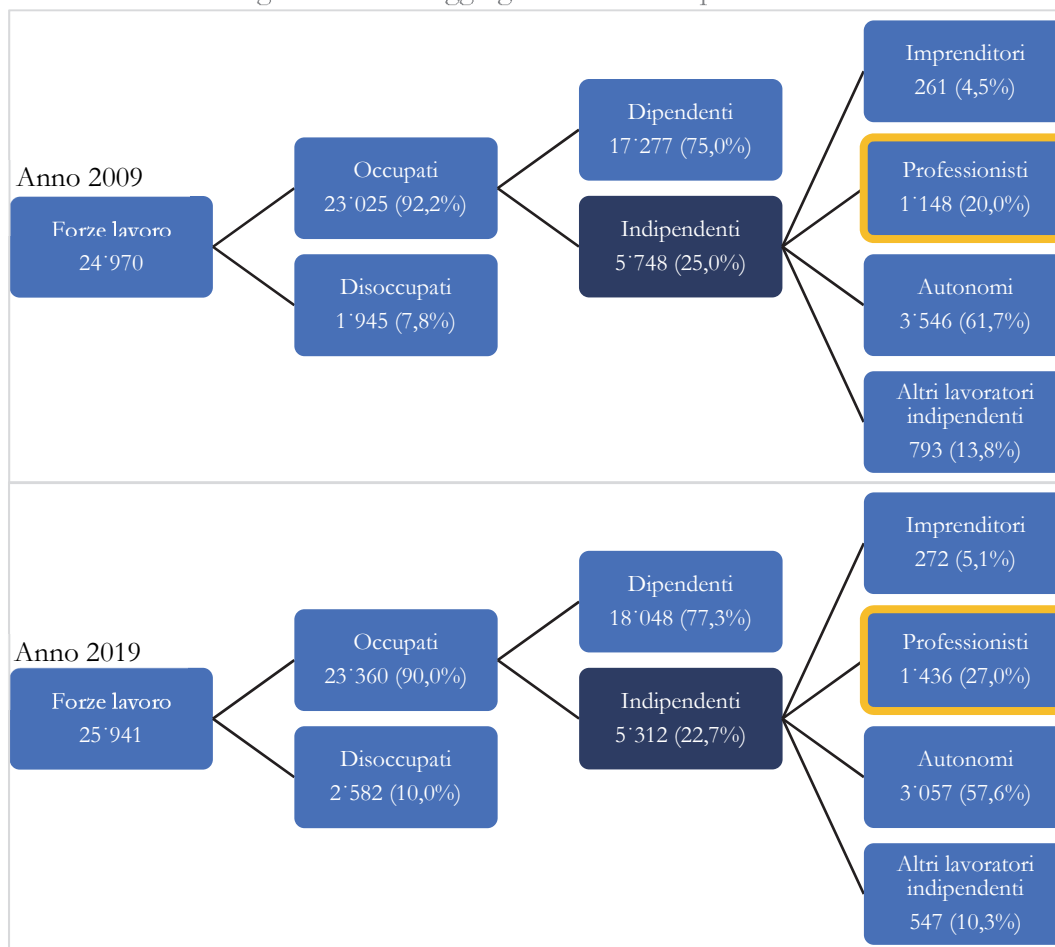 Imprenditori
261 (4,5%)
Dipendenti
17˙277 (75,0%)
Occupati
23˙025 (92,2%)
Professionisti
1˙148 (20,0%)
Anno 2009
Forze lavoro
24˙970
Indipendenti
5˙748 (25,0%)
Disoccupati
1˙945 (7,8%)
Autonomi
3˙546 (61,7%)
Altri lavoratori
indipendenti
793 (13,8%)
Imprenditori
272 (5,1%)
Dipendenti
18˙048 (77,3%)
Occupati
23˙360 (90,0%)
Professionisti
1˙436 (27,0%)
Anno 2019
Forze lavoro
25˙941
Indipendenti
5˙312 (22,7%)
Disoccupati
2˙582 (10,0%)
Autonomi
3˙057 (57,6%)
Altri lavoratori
indipendenti
547 (10,3%)